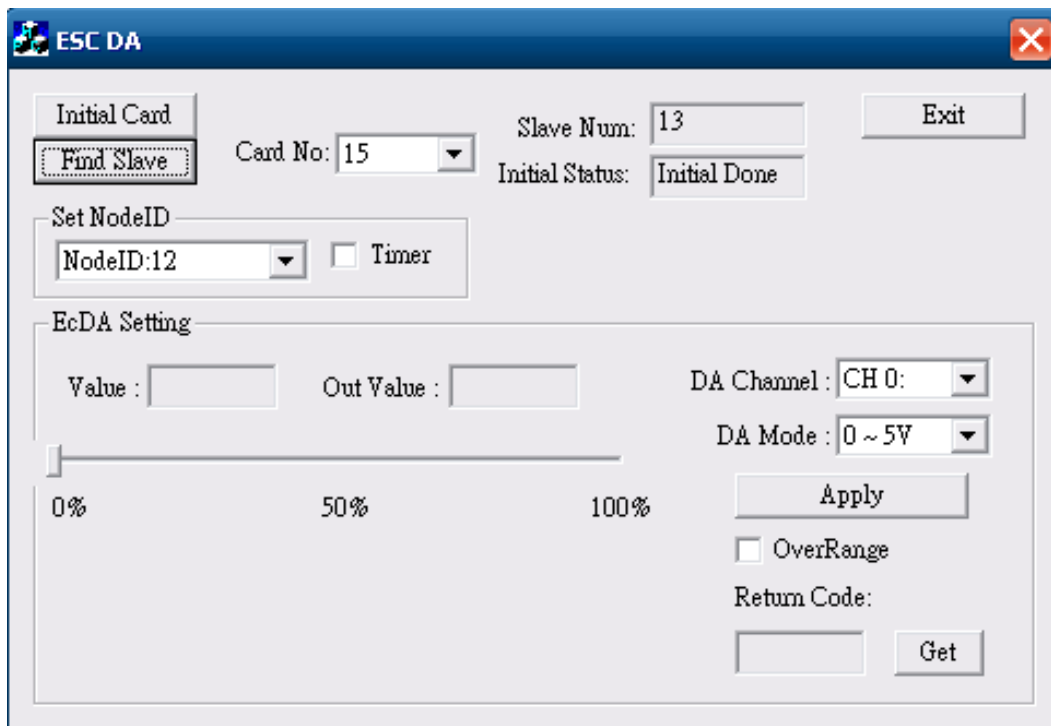 ESC DA
Initial Card
Find Slave
Card No: 15
Slave Num: 13
Initial Status: Initial Done
Exit
Set NodeID
NodeID:12
Timer
EcDA Setting
Value :
Out Value :
DA Channel : CH 0:
DA Mode : 0 ~ 5V
0%
50%
100%
Apply
OverRange
Return Code:
Get